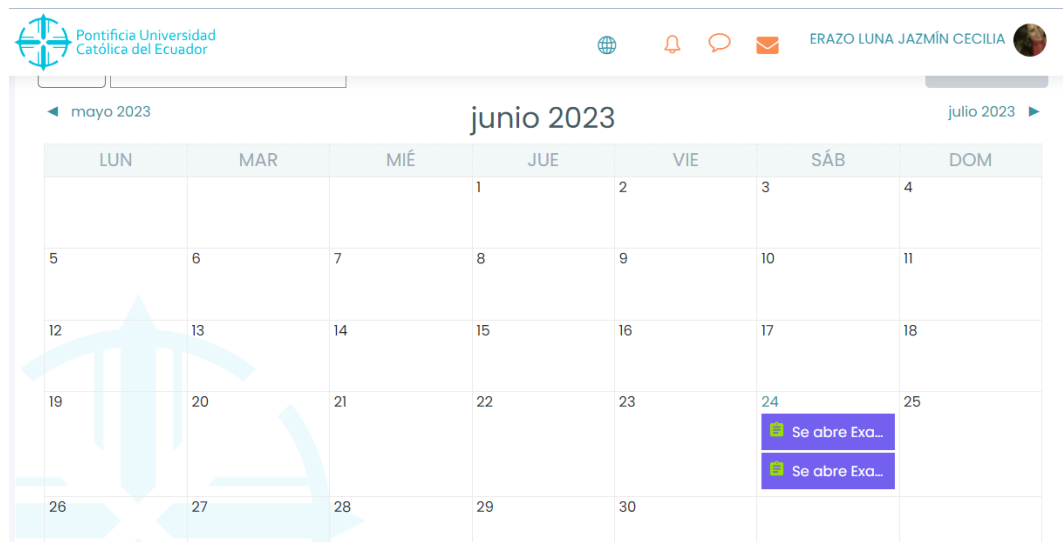 Pontificia Universidad
Católica del Ecuador
ERAZO LUNA JAZMÍN CECILIA
◄ mayo 2023
junio 2023
julio 2023 ►
LUN MAR MIÉ JUE VIE SÁB DOM
1 2 3 4
5 6 7 8 9 10 11
12 13 14 15 16 17 18
19 20 21 22 23 24 25
Se abre Exa...
Se abre Exa...
26 27 28 29 30